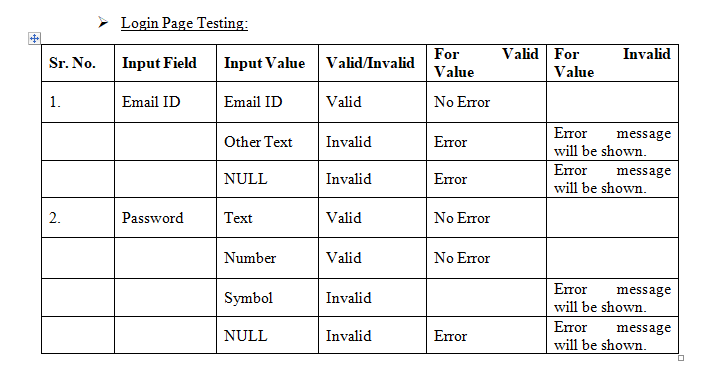 Login Page Testing:
Sr. No. Input Field Input Value Valid/Invalid For Valid Value For Invalid Value
1. Email ID Email ID Valid No Error
Other Text Invalid Error Error message will be shown.
NULL Invalid Error Error message will be shown.
2. Password Text Valid No Error
Number Valid No Error
Symbol Invalid Error message will be shown.
NULL Invalid Error Error message will be shown.